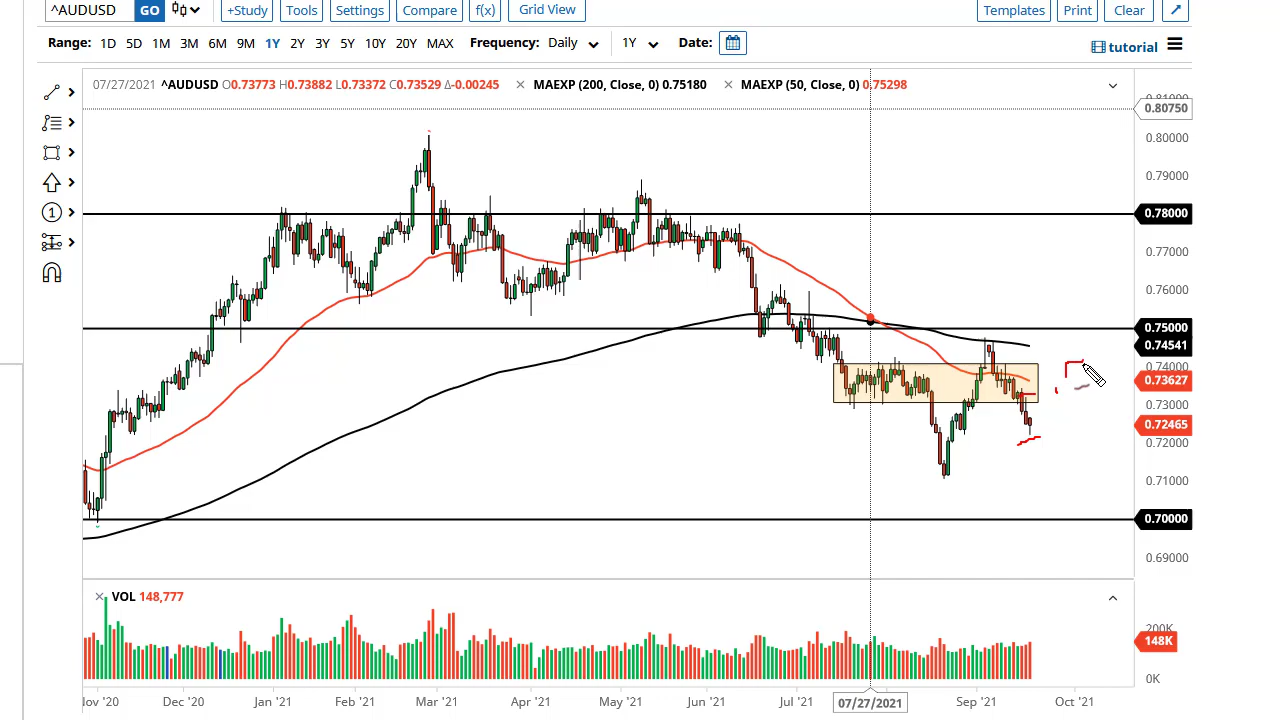 ^AUDUSD GO +Study Tools Settings Compare f(x) Grid View Templates Print Clear
Range: 1D 5D 1M 3M 6M 9M 1Y 2Y 3Y 5Y 10Y 20Y MAX Frequency: Daily 1Y Date: tutorial
07/27/2021 ^AUDUSD O0.73773 H0.73882 L0.73372 C0.73529 Δ-0.00245 × MAEXP (200, Close, 0) 0.75180 × MAEXP (50, Close, 0) 0.75298
0.81000
0.80750
0.80000
0.79000
0.78000
0.77000
0.76000
0.75000
0.74541
0.74000
0.73627
0.73000
0.72465
0.72000
0.71000
0.70000
0.69000
1
× VOL 148,777
200K
148K
0K
Nov '20 Dec '20 Jan '21 Feb '21 Mar '21 Apr '21 May '21 Jun '21 Jul '21 07/27/2021 Sep '21 Oct '21